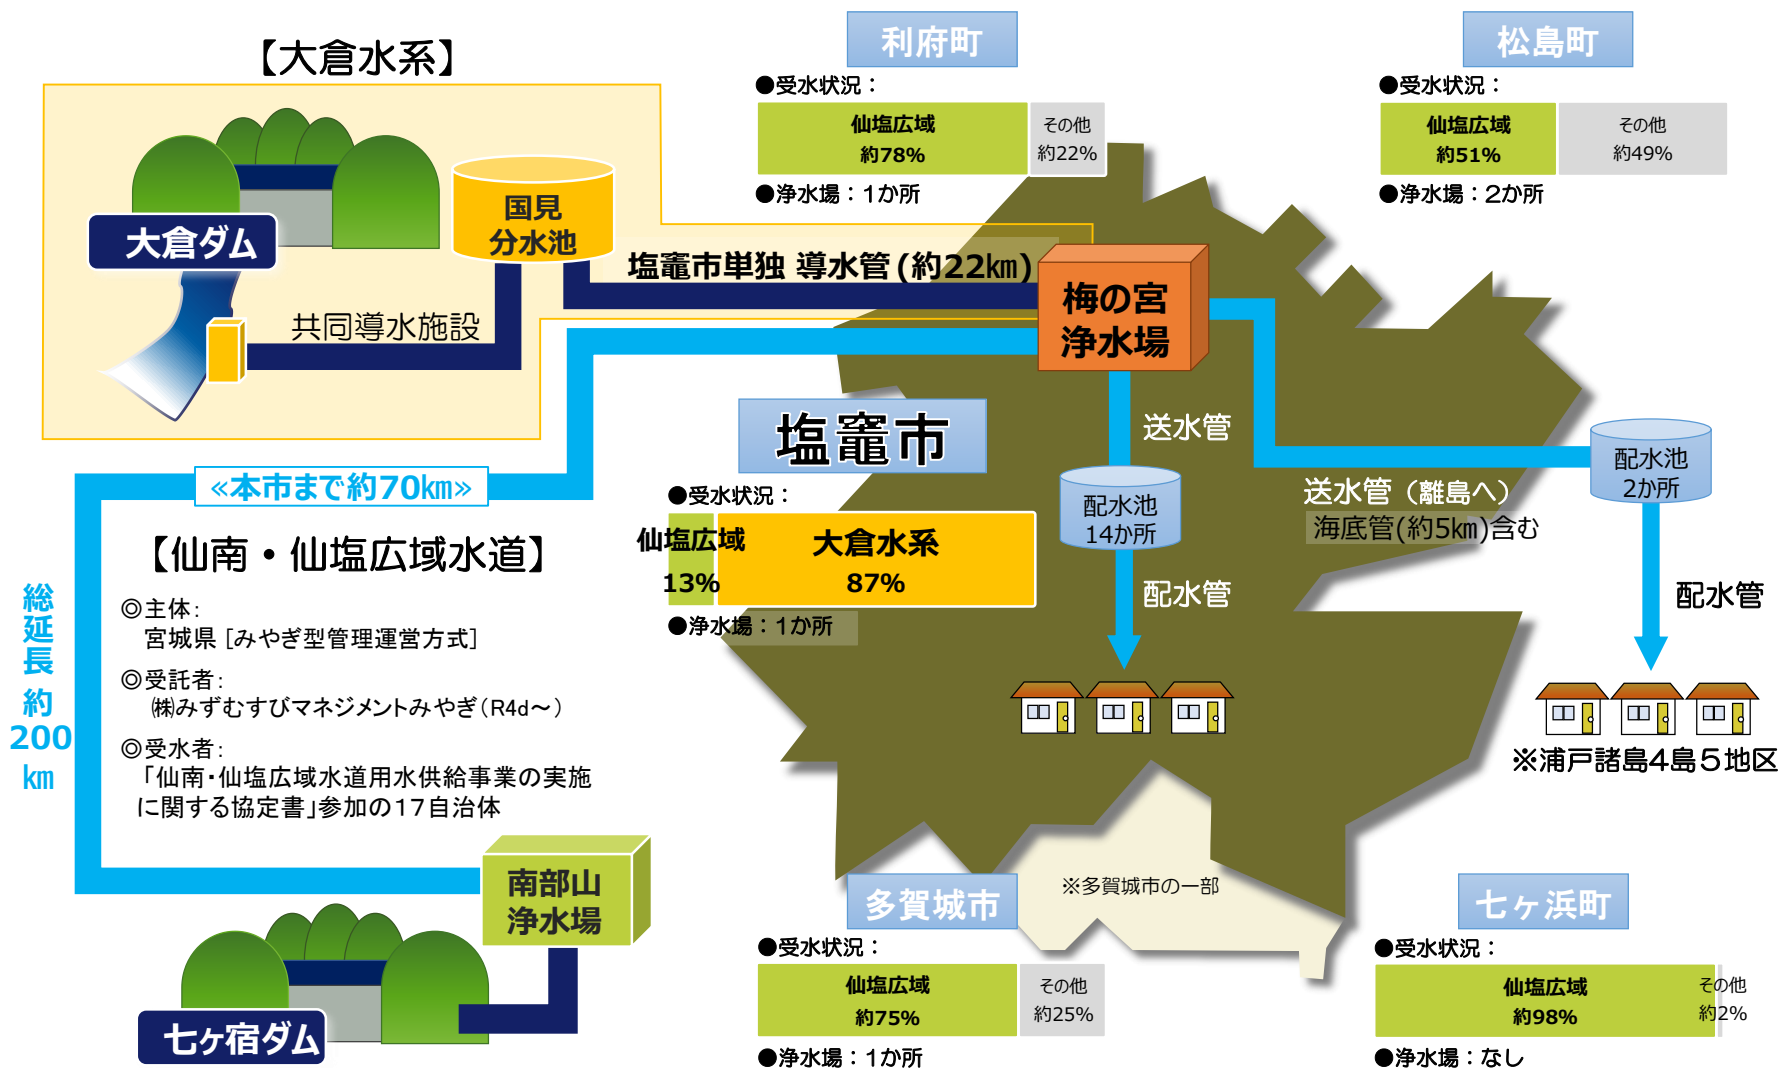 【大倉水系】
大倉ダム
国見
分水池
共同導水施設
塩竈市単独 導水管(約22㎞)
梅の宮
浄水場
利府町
●受水状況：
仙塩広域
約78%
その他
約22%
●浄水場：1か所
松島町
●受水状況：
仙塩広域
約51%
その他
約49%
●浄水場：2か所
塩竈市
●受水状況：
仙塩広域
13%
大倉水系
87%
●浄水場：1か所
送水管
配水池
14か所
配水管
送水管（離島へ）
海底管(約5㎞)含む
配水池
2か所
配水管
※浦戸諸島4島5地区
≪本市まで約70㎞≫
【仙南・仙塩広域水道】
◎主体：
宮城県［みやぎ型管理運営方式］
◎受託者：
㈱みずむすびマネジメントみやぎ（R4d～）
◎受水者：
「仙南・仙塩広域水道用水供給事業の実施
に関する協定書」参加の17自治体
総延長
約
200
㎞
南部山
浄水場
七ヶ宿ダム
※多賀城市の一部
多賀城市
●受水状況：
仙塩広域
約75%
その他
約25%
●浄水場：1か所
七ヶ浜町
●受水状況：
仙塩広域
約98%
その他
約2%
●浄水場：なし